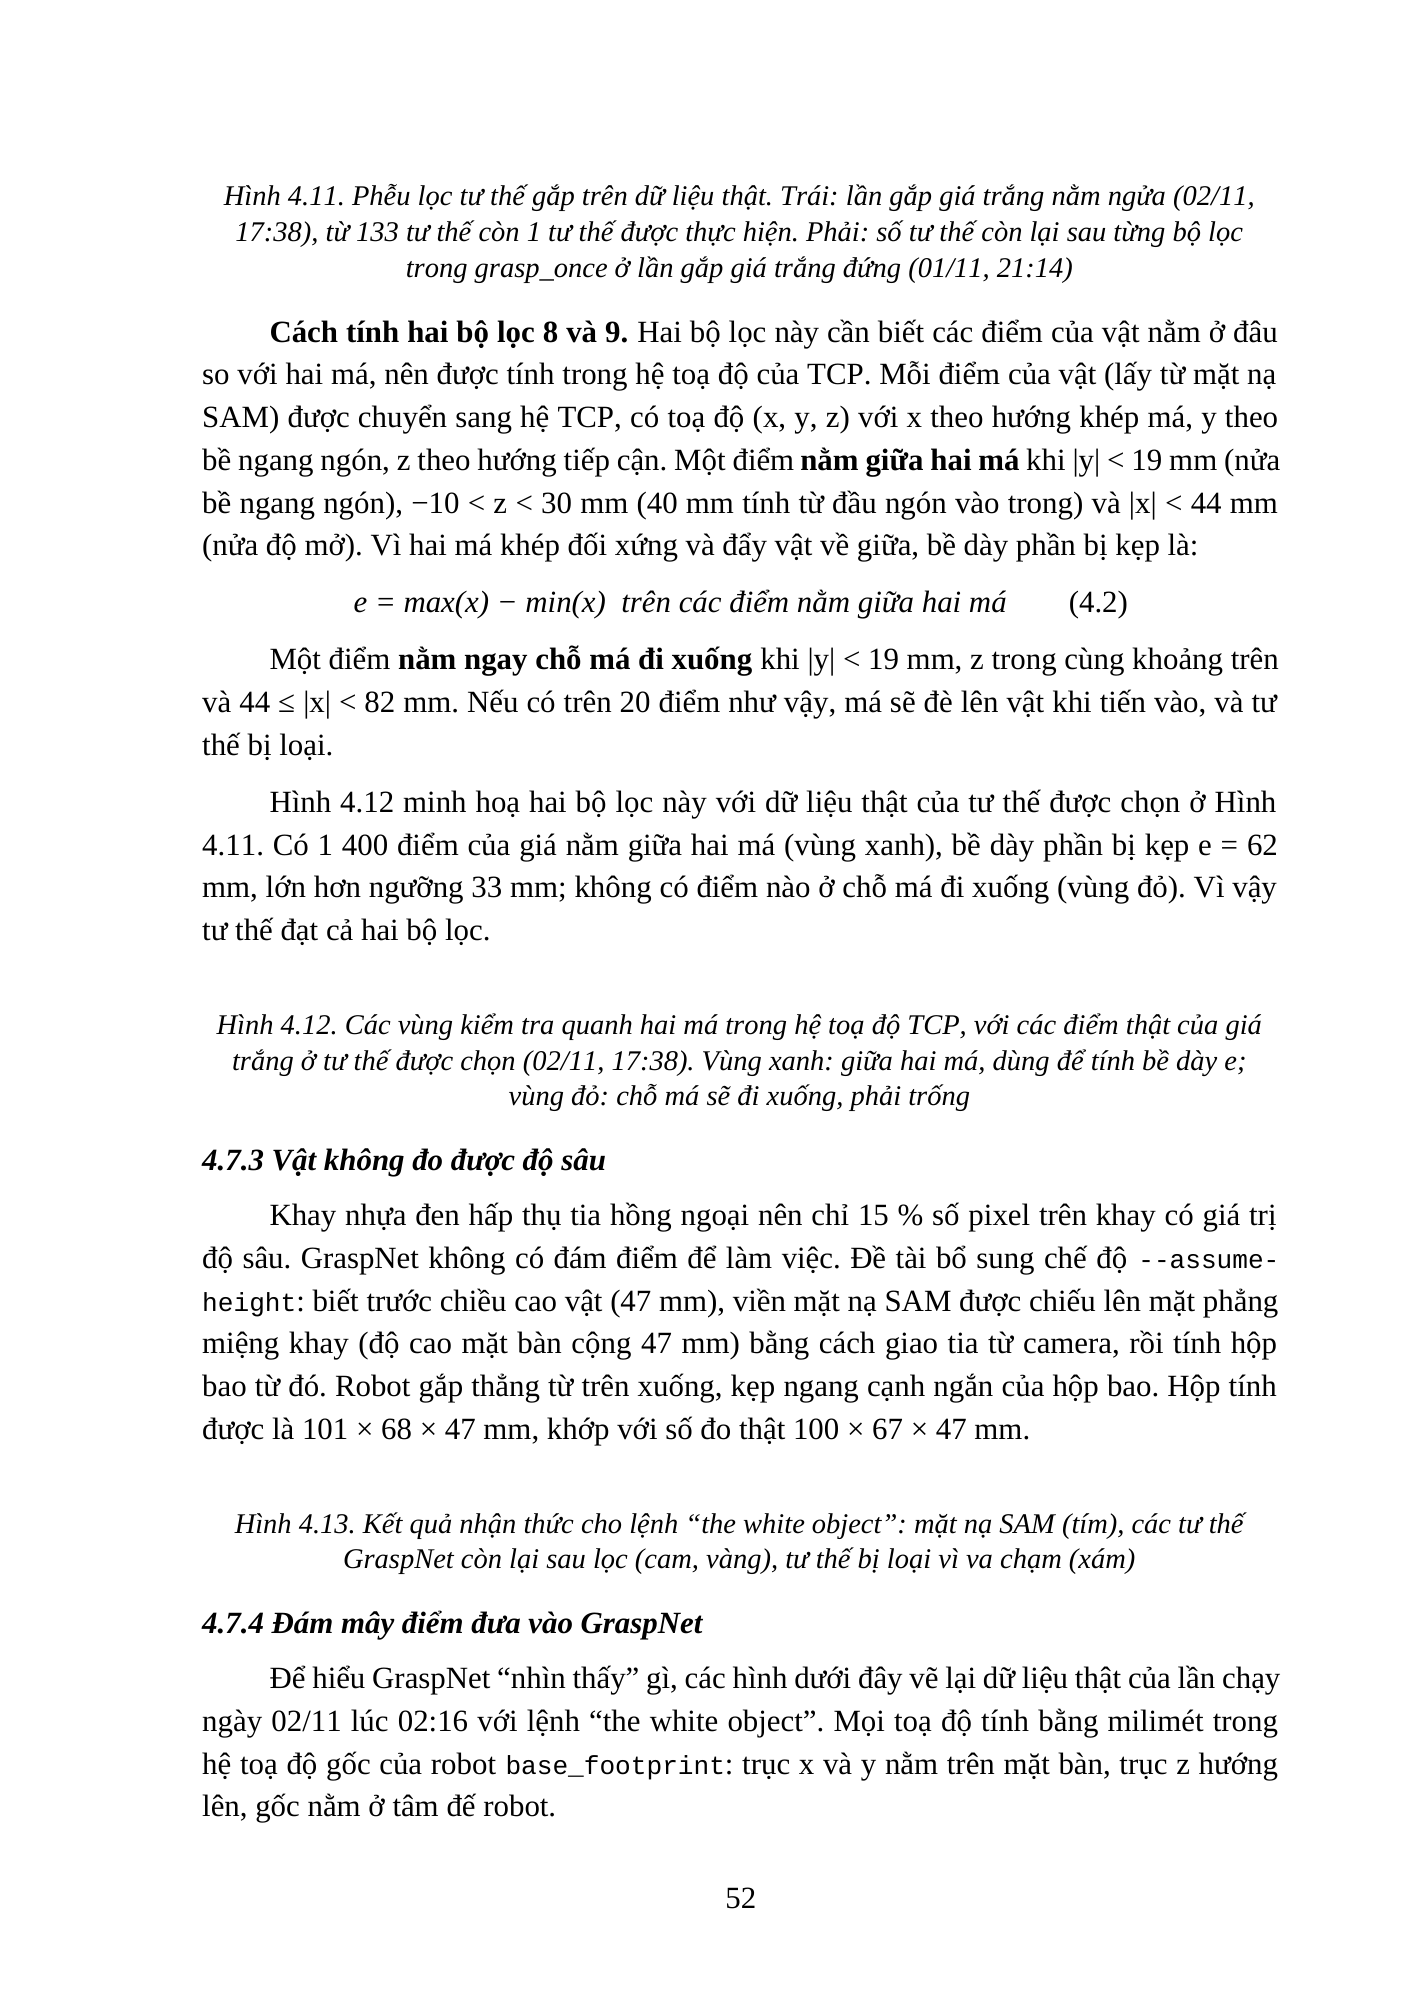 Hình 4.11. Phễu lọc tư thế gắp trên dữ liệu thật. Trái: lần gắp giá trắng nằm ngửa (02/11,
17:38), từ 133 tư thế còn 1 tư thế được thực hiện. Phải: số tư thế còn lại sau từng bộ lọc
trong grasp_once ở lần gắp giá trắng đứng (01/11, 21:14)
Cách tính hai bộ lọc 8 và 9. Hai bộ lọc này cần biết các điểm của vật nằm ở đâu
so với hai má, nên được tính trong hệ toạ độ của TCP. Mỗi điểm của vật (lấy từ mặt nạ
SAM) được chuyển sang hệ TCP, có toạ độ (x, y, z) với x theo hướng khép má, y theo
bề ngang ngón, z theo hướng tiếp cận. Một điểm nằm giữa hai má khi |y| < 19 mm (nửa
bề ngang ngón), −10 < z < 30 mm (40 mm tính từ đầu ngón vào trong) và |x| < 44 mm
(nửa độ mở). Vì hai má khép đối xứng và đẩy vật về giữa, bề dày phần bị kẹp là:
e = max(x) − min(x) trên các điểm nằm giữa hai má (4.2)
Một điểm nằm ngay chỗ má đi xuống khi |y| < 19 mm, z trong cùng khoảng trên
và 44 ≤ |x| < 82 mm. Nếu có trên 20 điểm như vậy, má sẽ đè lên vật khi tiến vào, và tư
thế bị loại.
Hình 4.12 minh hoạ hai bộ lọc này với dữ liệu thật của tư thế được chọn ở Hình
4.11. Có 1 400 điểm của giá nằm giữa hai má (vùng xanh), bề dày phần bị kẹp e = 62
mm, lớn hơn ngưỡng 33 mm; không có điểm nào ở chỗ má đi xuống (vùng đỏ). Vì vậy
tư thế đạt cả hai bộ lọc.
Hình 4.12. Các vùng kiểm tra quanh hai má trong hệ toạ độ TCP, với các điểm thật của giá
trắng ở tư thế được chọn (02/11, 17:38). Vùng xanh: giữa hai má, dùng để tính bề dày e;
vùng đỏ: chỗ má sẽ đi xuống, phải trống
4.7.3 Vật không đo được độ sâu
Khay nhựa đen hấp thụ tia hồng ngoại nên chỉ 15 % số pixel trên khay có giá trị
độ sâu. GraspNet không có đám điểm để làm việc. Đề tài bổ sung chế độ --assume-
height: biết trước chiều cao vật (47 mm), viền mặt nạ SAM được chiếu lên mặt phẳng
miệng khay (độ cao mặt bàn cộng 47 mm) bằng cách giao tia từ camera, rồi tính hộp
bao từ đó. Robot gắp thẳng từ trên xuống, kẹp ngang cạnh ngắn của hộp bao. Hộp tính
được là 101 × 68 × 47 mm, khớp với số đo thật 100 × 67 × 47 mm.
Hình 4.13. Kết quả nhận thức cho lệnh “the white object”: mặt nạ SAM (tím), các tư thế
GraspNet còn lại sau lọc (cam, vàng), tư thế bị loại vì va chạm (xám)
4.7.4 Đám mây điểm đưa vào GraspNet
Để hiểu GraspNet “nhìn thấy” gì, các hình dưới đây vẽ lại dữ liệu thật của lần chạy
ngày 02/11 lúc 02:16 với lệnh “the white object”. Mọi toạ độ tính bằng milimét trong
hệ toạ độ gốc của robot base_footprint: trục x và y nằm trên mặt bàn, trục z hướng
lên, gốc nằm ở tâm đế robot.
52